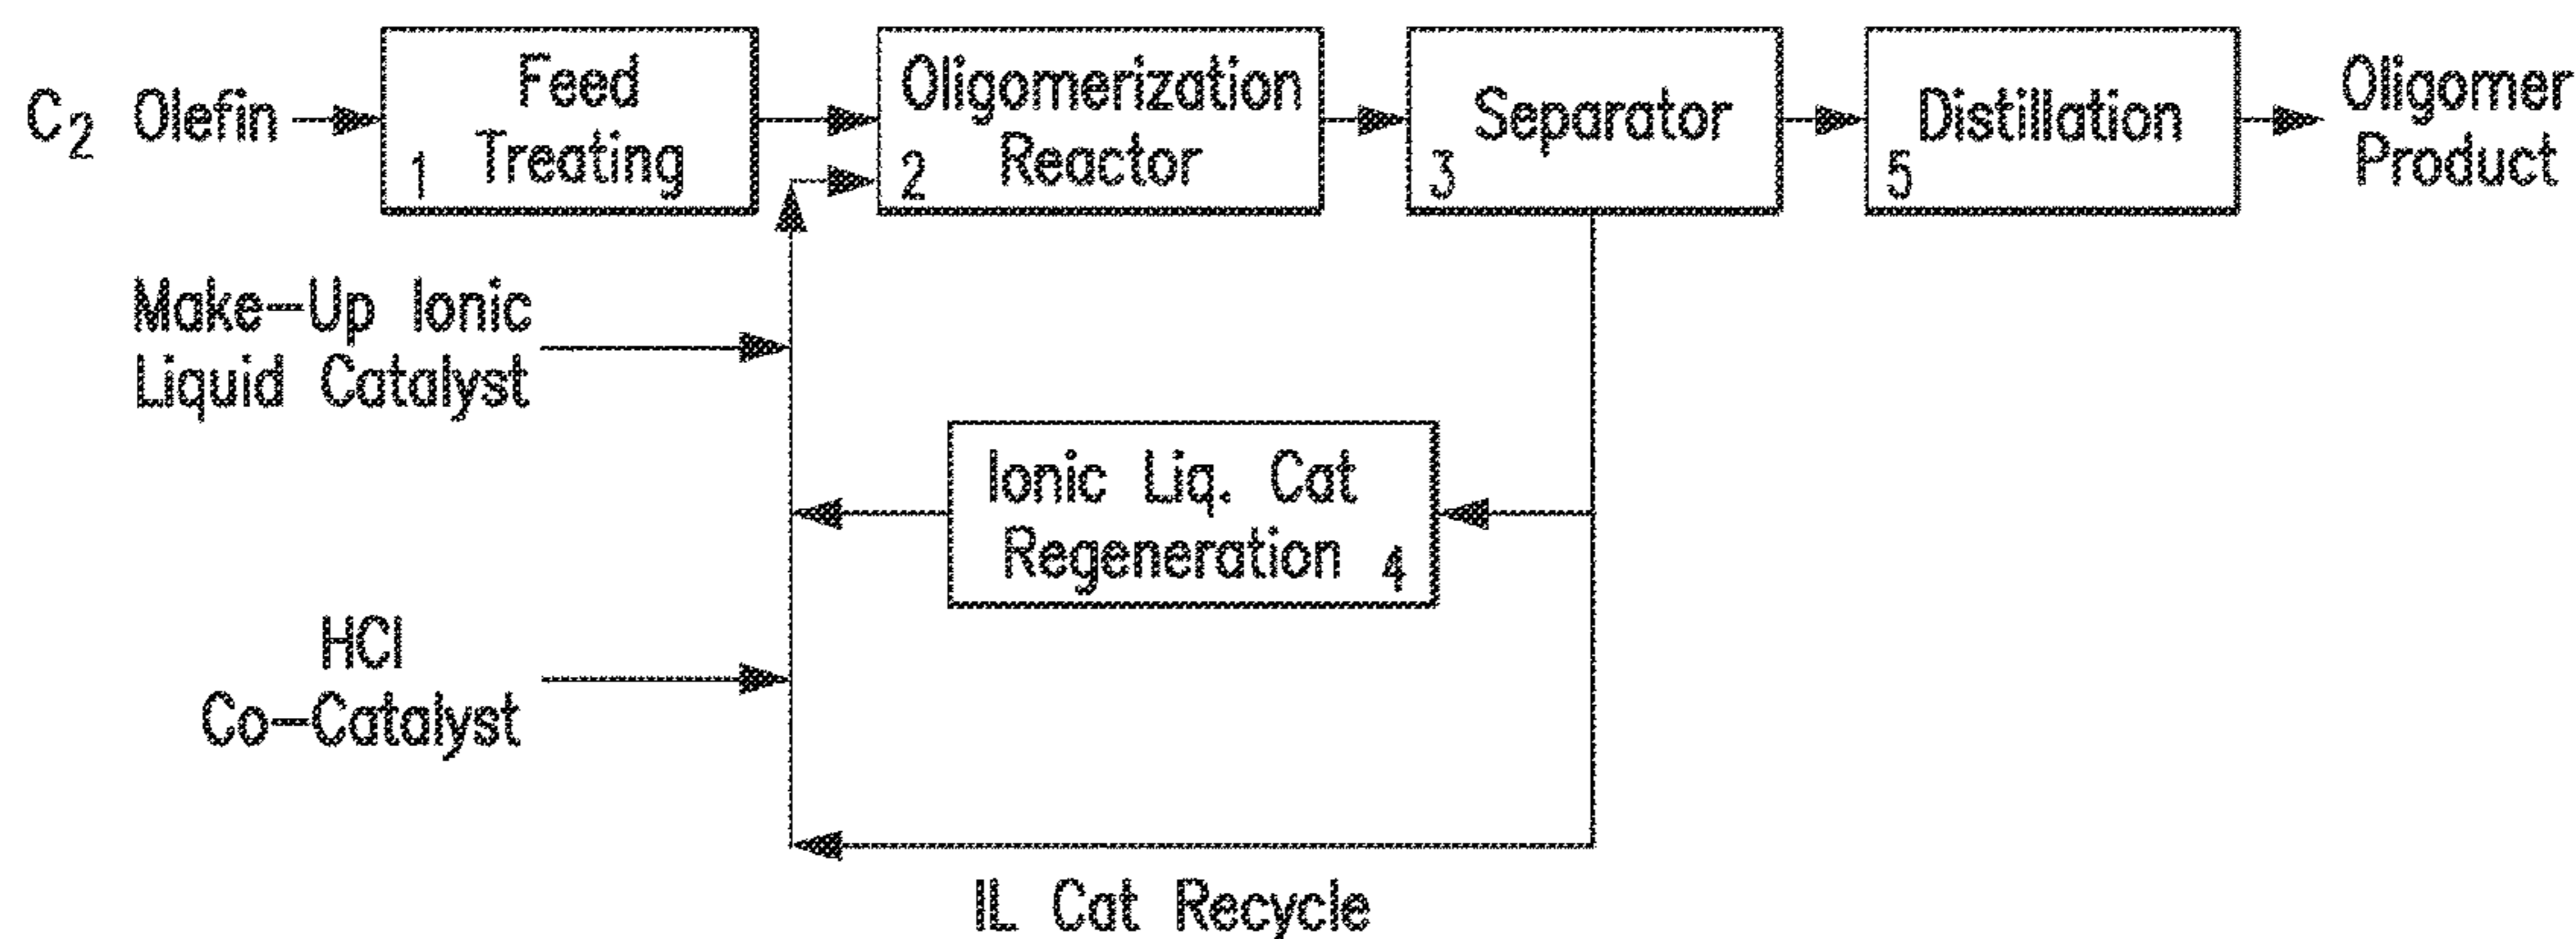 C2 Olefin
Feed
Treating
1
Oligomerization
Reactor
2
Separator
3
Distillation
5
Oligomer
Product
Make-Up Ionic
Liquid Catalyst
Ionic Liq. Cat
Regeneration 4
HCl
Co-Catalyst
IL Cat Recycle